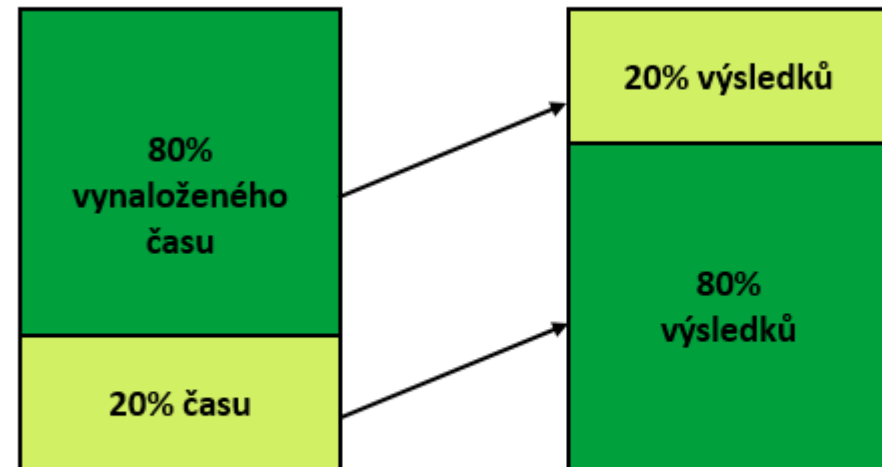 80%
vynaloženého
času
20% času
20% výsledků
80%
výsledků